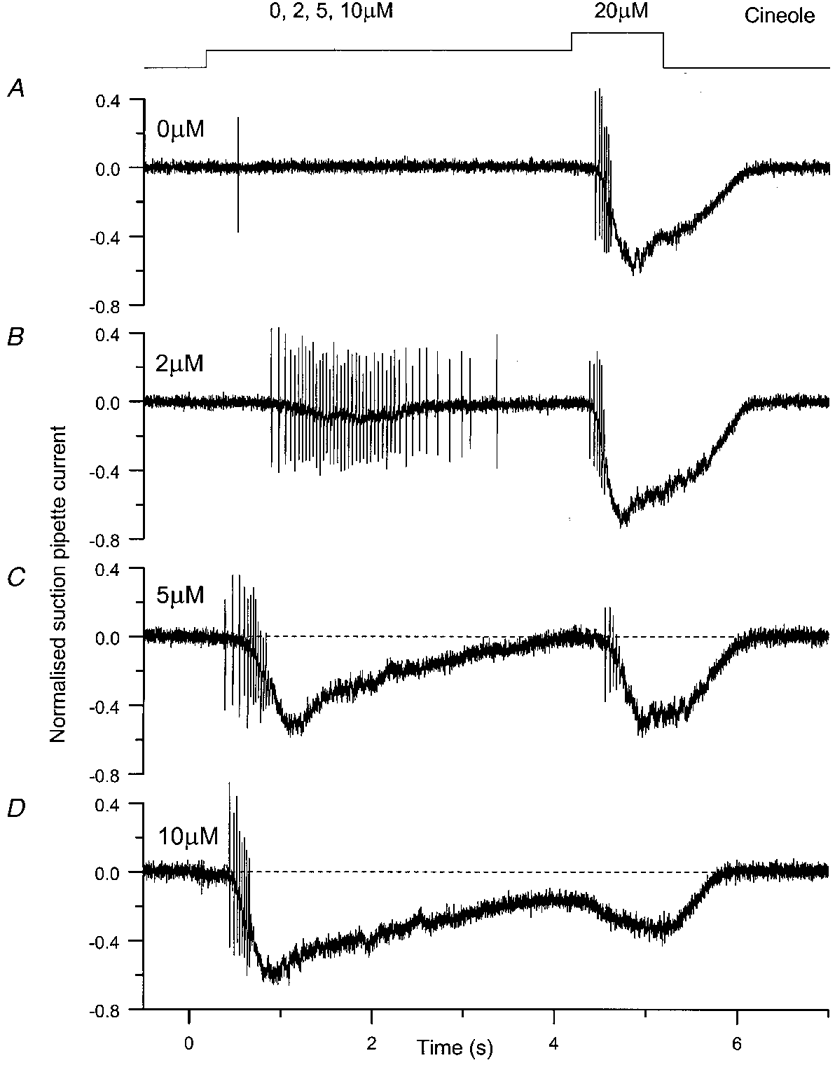 0, 2, 5, 10μM 20μM Cineole
A
0.4
0μM
0.0
-0.4
-0.8
B
0.4
2μM
0.0
-0.4
-0.8
Normalised suction pipette current
C
0.4
5μM
0.0
-0.4
-0.8
D
0.4
10μM
0.0
-0.4
-0.8
0 2 4 6
Time (s)